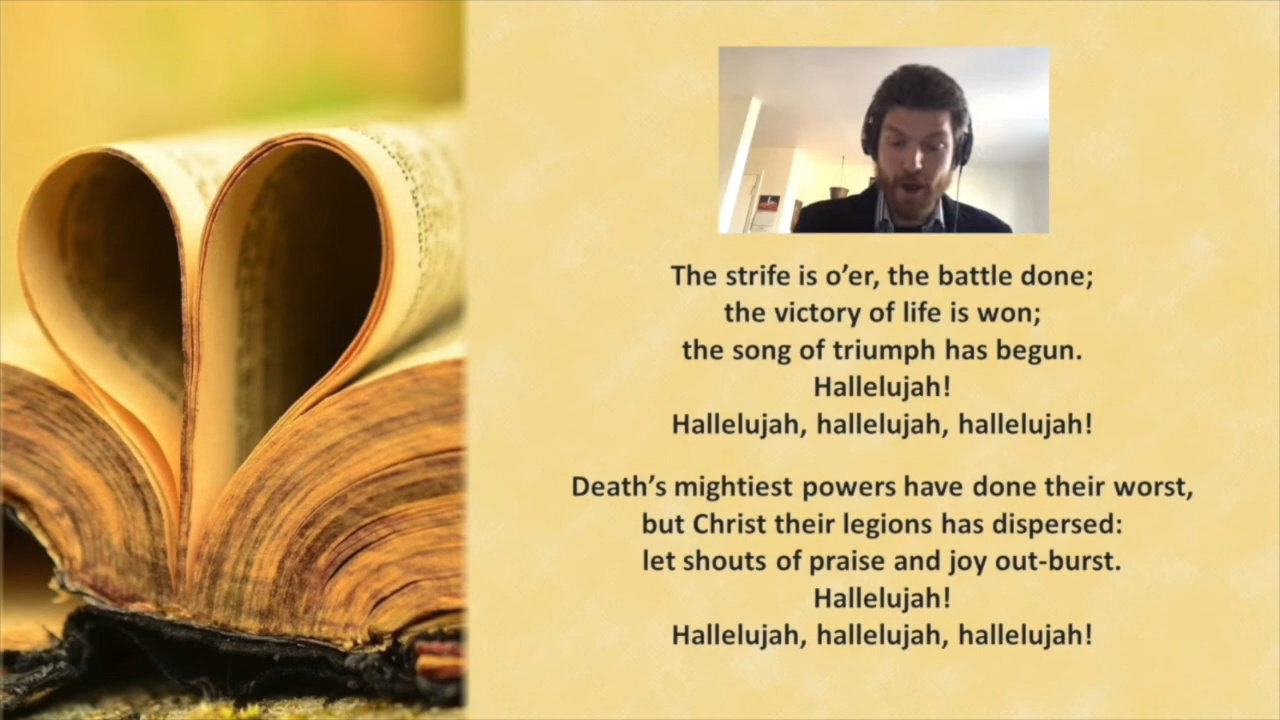 The strife is o’er, the battle done;
the victory of life is won;
the song of triumph has begun.
Hallelujah!
Hallelujah, hallelujah, hallelujah!
Death’s mightiest powers have done their worst,
but Christ their legions has dispersed:
let shouts of praise and joy out-burst.
Hallelujah!
Hallelujah, hallelujah, hallelujah!